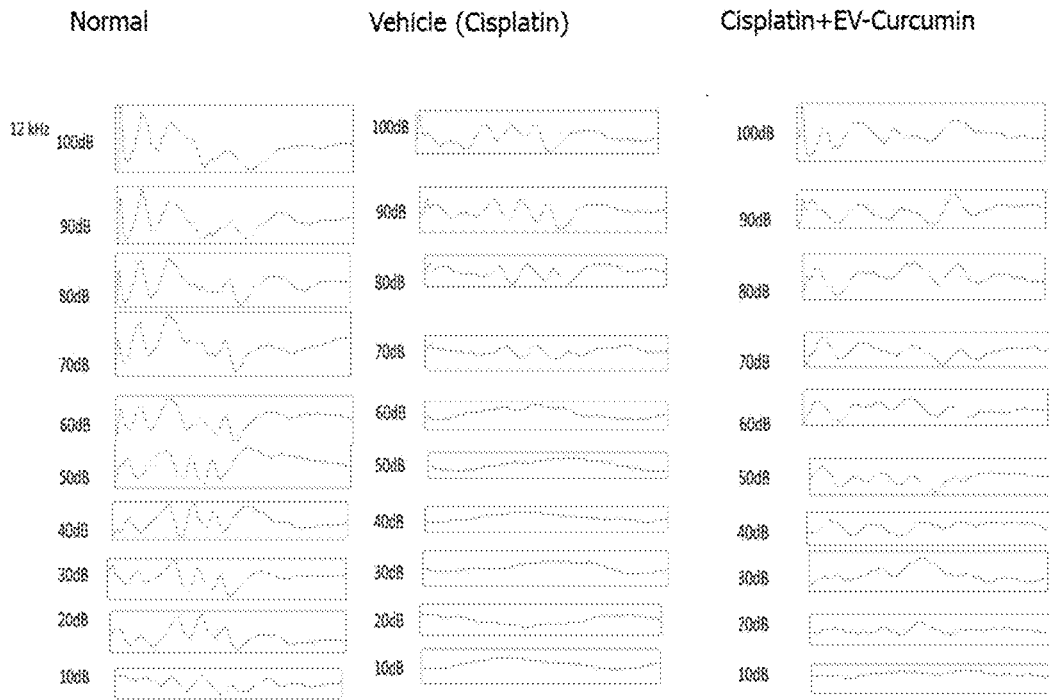 Normal Vehicle (Cisplatin) Cisplatin+EV-Curcumin
12 kHz 100dB 100dB 100dB
90dB 90dB 90dB
80dB 80dB 80dB
70dB 70dB 70dB
60dB 60dB 60dB
50dB 50dB 50dB
40dB 40dB 40dB
30dB 30dB 30dB
20dB 20dB 20dB
10dB 10dB 10dB